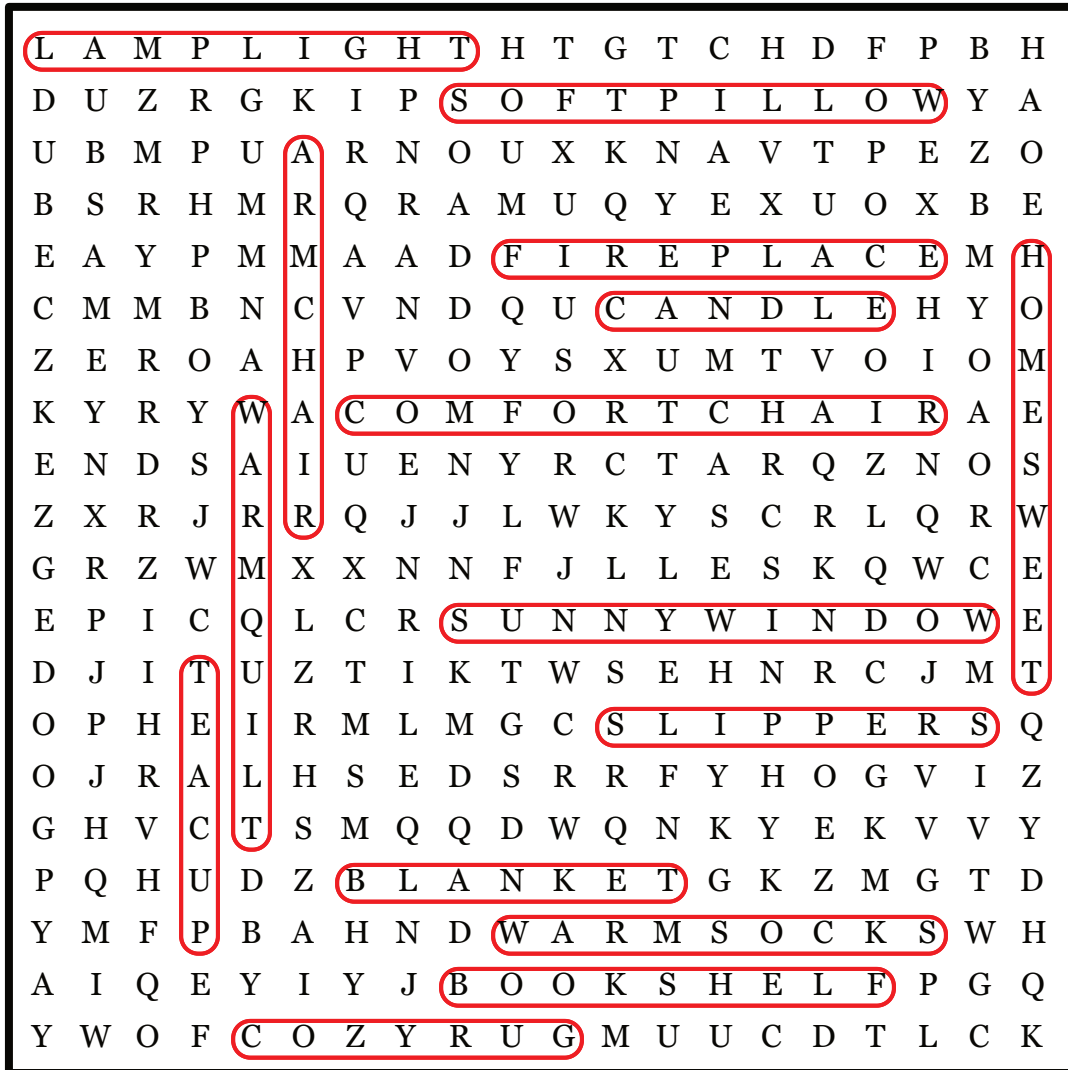 L A M P L I G H T H T G T C H D F P B H
D U Z R G K I P S O F T P I L L O W Y A
U B M P U A R N O U X K N A V T P E Z O
B S R H M R Q R A M U Q Y E X U O X B E
E A Y P M M A A D F I R E P L A C E M H
C M M B N C V N D Q U C A N D L E H Y O
Z E R O A H P V O Y S X U M T V O I O M
K Y R Y W A C O M F O R T C H A I R A E
E N D S A I U E N Y R C T A R Q Z N O S
Z X R J R R Q J J L W K Y S C R L Q R W
G R Z W M X X N N F J L L E S K Q W C E
E P I C Q L C R S U N N Y W I N D O W E
D J I T U Z T I K T W S E H N R C J M T
O P H E I R M L M G C S L I P P E R S Q
O J R A L H S E D S R R F Y H O G V I Z
G H V C T S M Q Q D W Q N K Y E K V V Y
P Q H U D Z B L A N K E T G K Z M G T D
Y M F P B A H N D W A R M S O C K S W H
A I Q E Y I Y J B O O K S H E L F P G Q
Y W O F C O Z Y R U G M U U C D T L C K